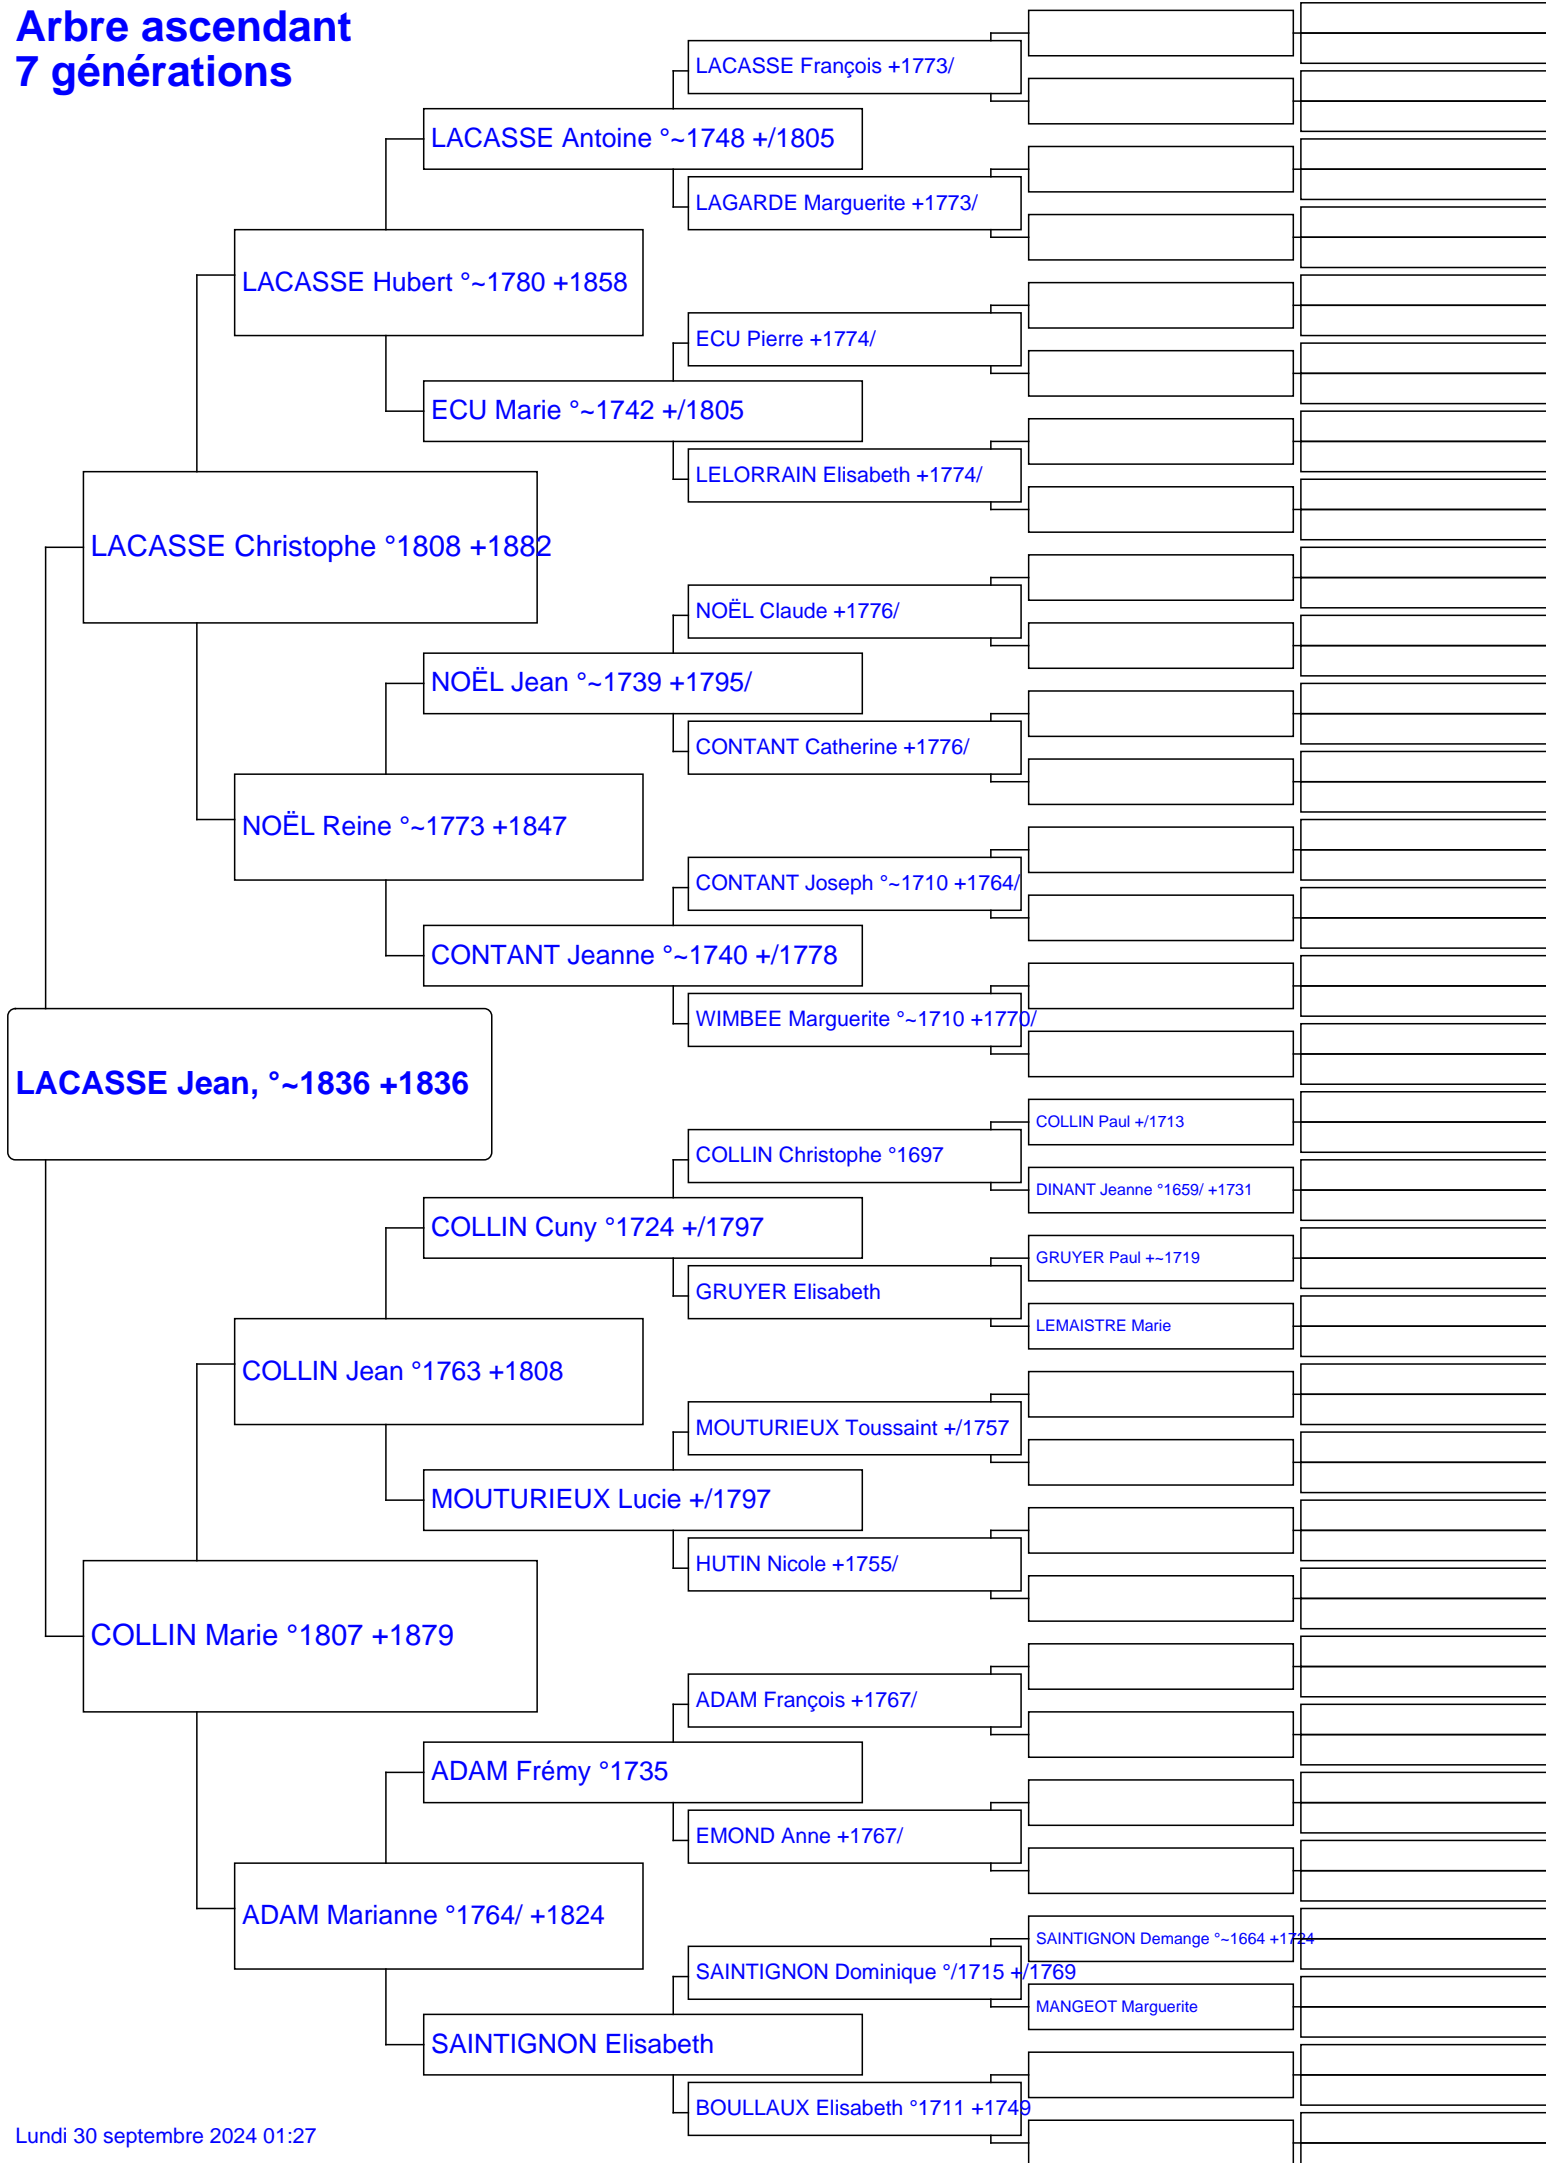 Arbre ascendant
7 générations
LACASSE François +1773/
LACASSE Antoine °~1748 +/1805
LAGARDE Marguerite +1773/
LACASSE Hubert °~1780 +1858
ECU Pierre +1774/
ECU Marie °~1742 +/1805
LELORRAIN Elisabeth +1774/
LACASSE Christophe °1808 +1882
NOËL Claude +1776/
NOËL Jean °~1739 +1795/
CONTANT Catherine +1776/
NOËL Reine °~1773 +1847
CONTANT Joseph °~1710 +1764/
CONTANT Jeanne °~1740 +/1778
WIMBEE Marguerite °~1710 +1770/
LACASSE Jean, °~1836 +1836
COLLIN Paul +/1713
COLLIN Christophe °1697
DINANT Jeanne °1659/ +1731
COLLIN Cuny °1724 +/1797
GRUYER Paul +~1719
GRUYER Elisabeth
LEMAISTRE Marie
COLLIN Jean °1763 +1808
MOUTURIEUX Toussaint +/1757
MOUTURIEUX Lucie +/1797
HUTIN Nicole +1755/
COLLIN Marie °1807 +1879
ADAM François +1767/
ADAM Frémy °1735
EMOND Anne +1767/
ADAM Marianne °1764/ +1824
SAINTIGNON Demange °~1664 +1724
SAINTIGNON Dominique °/1715 +/1769
MANGEOT Marguerite
SAINTIGNON Elisabeth
BOULLAUX Elisabeth °1711 +1749
Lundi 30 septembre 2024 01:27